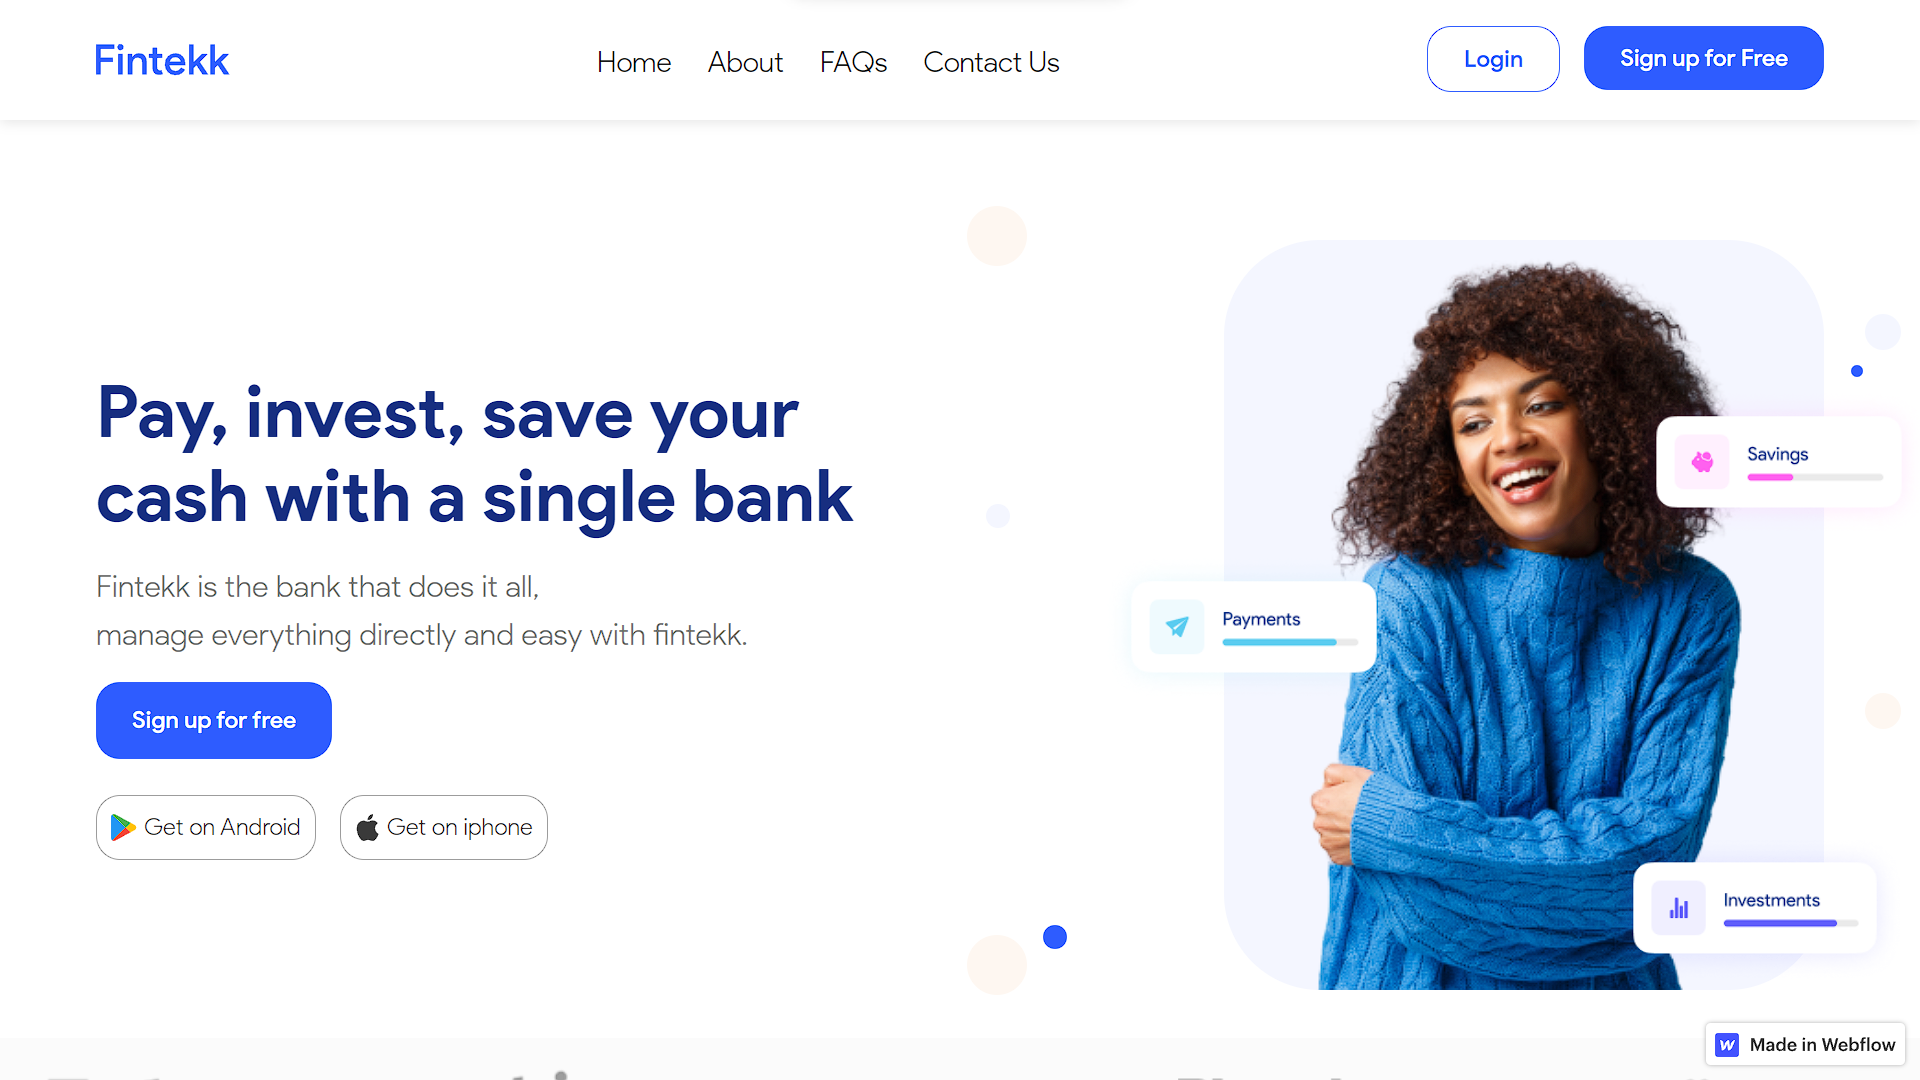 Fintekk
Home
About
FAQs
Contact Us
Login
Sign up for Free
Pay, invest, save your
cash with a single bank
Fintekk is the bank that does it all,
manage everything directly and easy with fintekk.
Sign up for free
Get on Android
Get on iphone
Savings
Payments
Investments
Made in Webflow